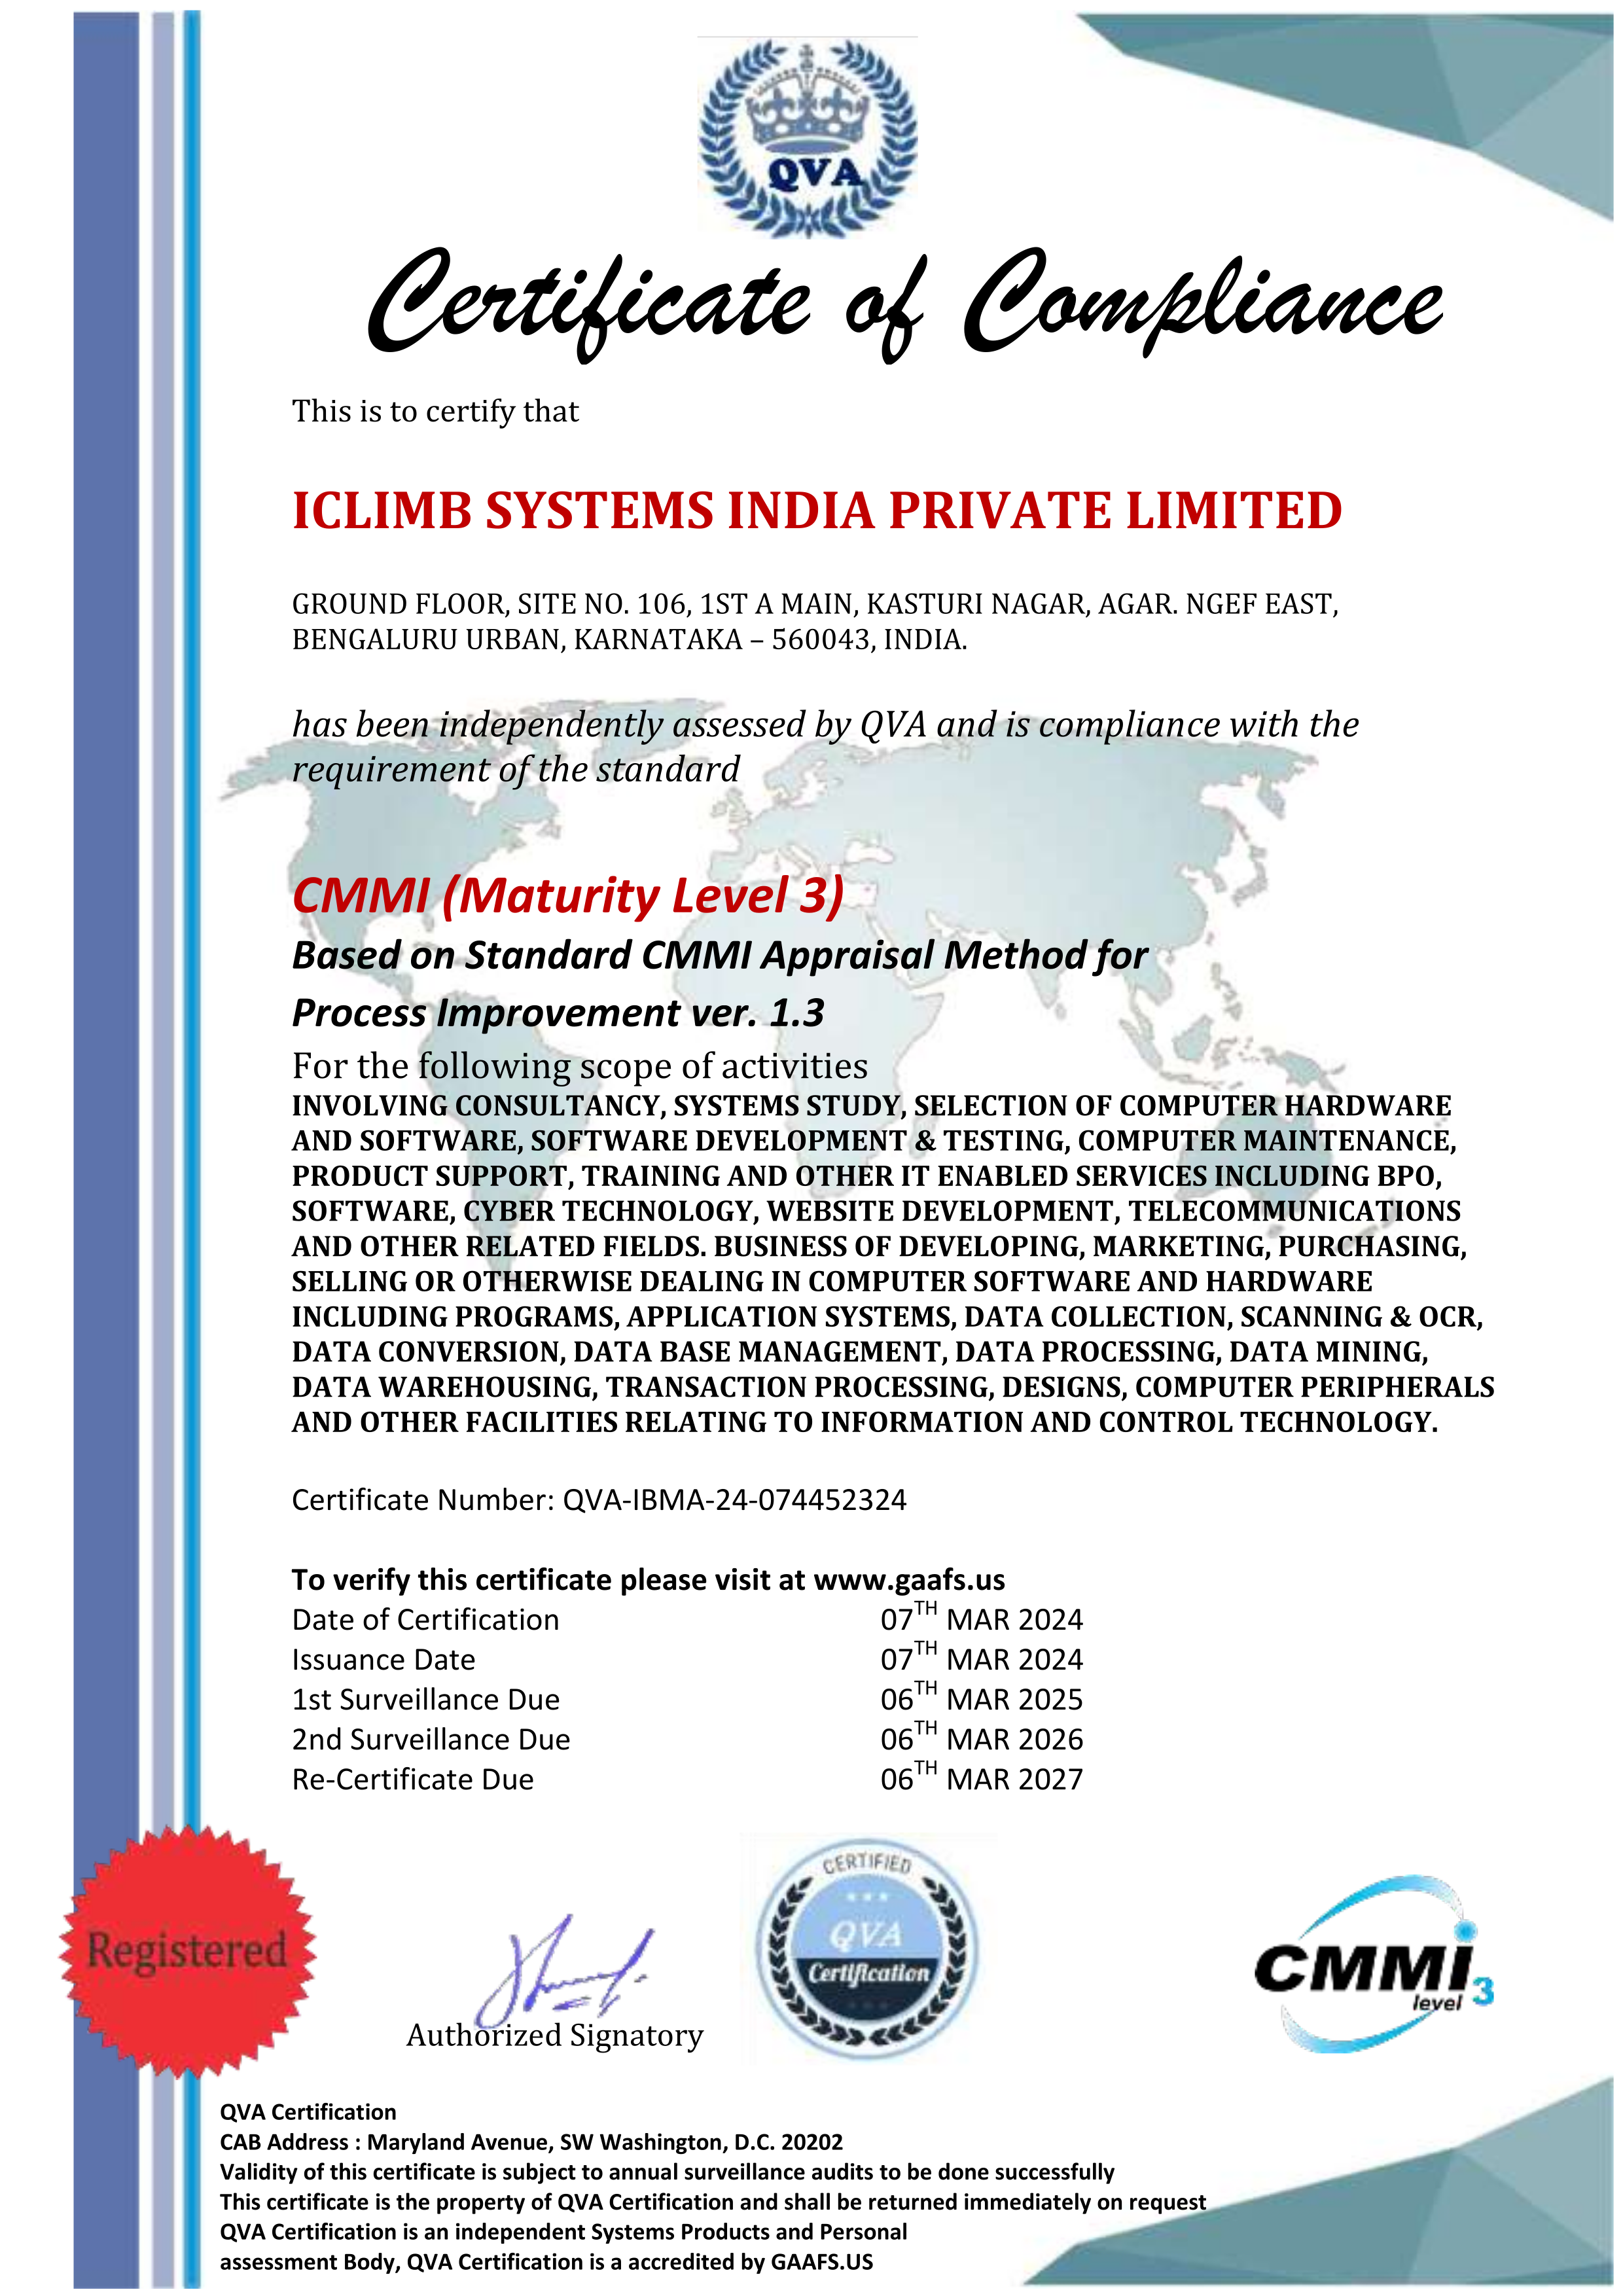 QVA
Certificate of Compliance
This is to certify that
ICLIMB SYSTEMS INDIA PRIVATE LIMITED
GROUND FLOOR, SITE NO. 106, 1ST A MAIN, KASTURI NAGAR, AGAR. NGEF EAST,
BENGALURU URBAN, KARNATAKA – 560043, INDIA.
has been independently assessed by QVA and is compliance with the
requirement of the standard
CMMI (Maturity Level 3)
Based on Standard CMMI Appraisal Method for
Process Improvement ver. 1.3
For the following scope of activities
INVOLVING CONSULTANCY, SYSTEMS STUDY, SELECTION OF COMPUTER HARDWARE
AND SOFTWARE, SOFTWARE DEVELOPMENT & TESTING, COMPUTER MAINTENANCE,
PRODUCT SUPPORT, TRAINING AND OTHER IT ENABLED SERVICES INCLUDING BPO,
SOFTWARE, CYBER TECHNOLOGY, WEBSITE DEVELOPMENT, TELECOMMUNICATIONS
AND OTHER RELATED FIELDS. BUSINESS OF DEVELOPING, MARKETING, PURCHASING,
SELLING OR OTHERWISE DEALING IN COMPUTER SOFTWARE AND HARDWARE
INCLUDING PROGRAMS, APPLICATION SYSTEMS, DATA COLLECTION, SCANNING & OCR,
DATA CONVERSION, DATA BASE MANAGEMENT, DATA PROCESSING, DATA MINING,
DATA WAREHOUSING, TRANSACTION PROCESSING, DESIGNS, COMPUTER PERIPHERALS
AND OTHER FACILITIES RELATING TO INFORMATION AND CONTROL TECHNOLOGY.
Certificate Number: QVA-IBMA-24-074452324
To verify this certificate please visit at www.gaafs.us
Date of Certification 07TH MAR 2024
Issuance Date 07TH MAR 2024
1st Surveillance Due 06TH MAR 2025
2nd Surveillance Due 06TH MAR 2026
Re-Certificate Due 06TH MAR 2027
Registered
Authorized Signatory
CERTIFIED
QVA
Certification
CMMi
level 3
QVA Certification
CAB Address : Maryland Avenue, SW Washington, D.C. 20202
Validity of this certificate is subject to annual surveillance audits to be done successfully
This certificate is the property of QVA Certification and shall be returned immediately on request
QVA Certification is an independent Systems Products and Personal
assessment Body, QVA Certification is a accredited by GAAFS.US